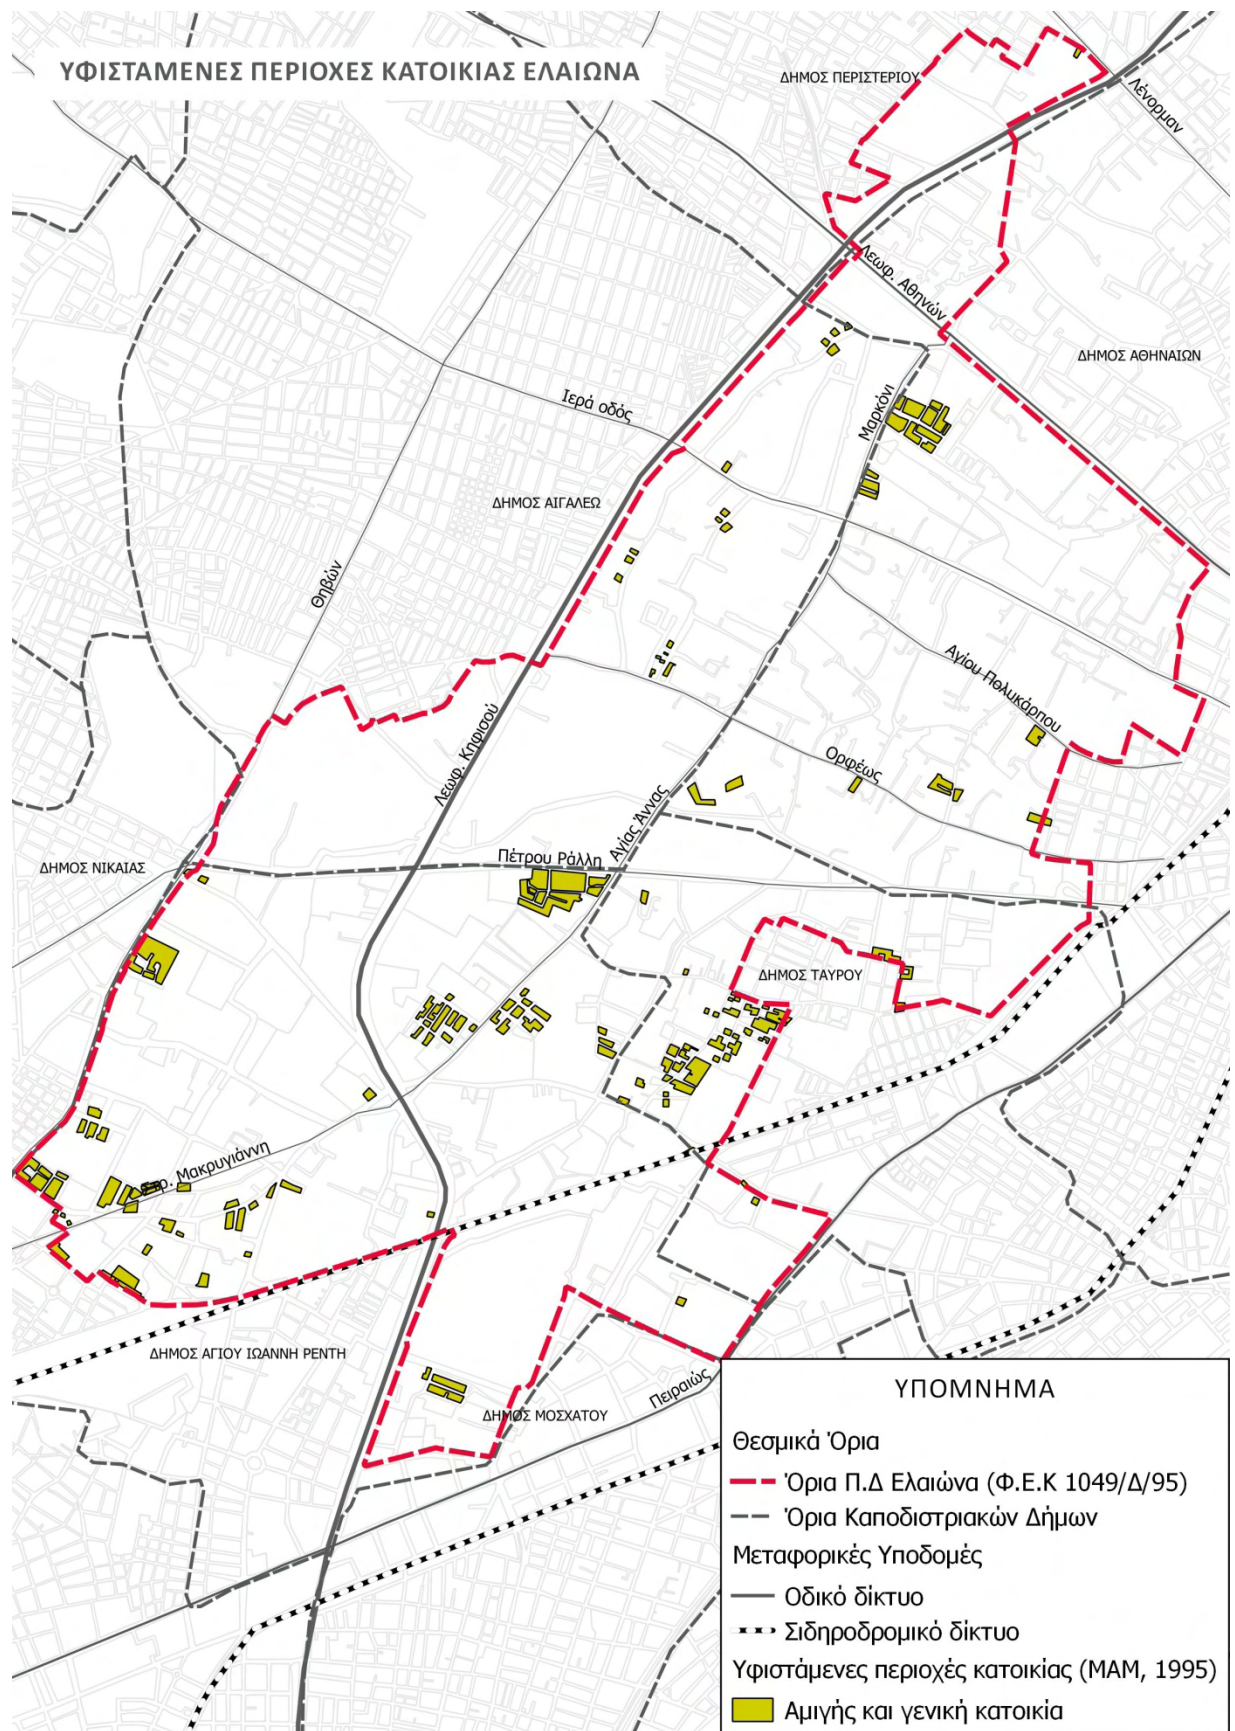 ΥΦΙΣΤΑΜΕΝΕΣ ΠΕΡΙΟΧΕΣ ΚΑΤΟΙΚΙΑΣ ΕΛΑΙΩΝΑ
ΔΗΜΟΣ ΠΕΡΙΣΤΕΡΙΟΥ
Λένορμαν
Λεωφ. Αθηνών
ΔΗΜΟΣ ΑΘΗΝΑΙΩΝ
Ιερά οδός
Μαρκόνι
ΔΗΜΟΣ ΑΙΓΑΛΕΩ
Θηβών
Αγίου Πολυκάρπου
Λεωφ. Κηφισού
Ορφέως
Αγίας Άννας
Πέτρου Ράλλη
ΔΗΜΟΣ ΝΙΚΑΙΑΣ
ΔΗΜΟΣ ΤΑΥΡΟΥ
Μακρυγιάννη
ΔΗΜΟΣ ΑΓΙΟΥ ΙΩΑΝΝΗ ΡΕΝΤΗ
Πειραιώς
ΔΗΜΟΣ ΜΟΣΧΑΤΟΥ
ΥΠΟΜΝΗΜΑ
Θεσμικά Όρια
Όρια Π.Δ Ελαιώνα (Φ.Ε.Κ 1049/Δ/95)
Όρια Καποδιστριακών Δήμων
Μεταφορικές Υποδομές
Οδικό δίκτυο
Σιδηροδρομικό δίκτυο
Υφιστάμενες περιοχές κατοικίας (ΜΑΜ, 1995)
Αμιγής και γενική κατοικία